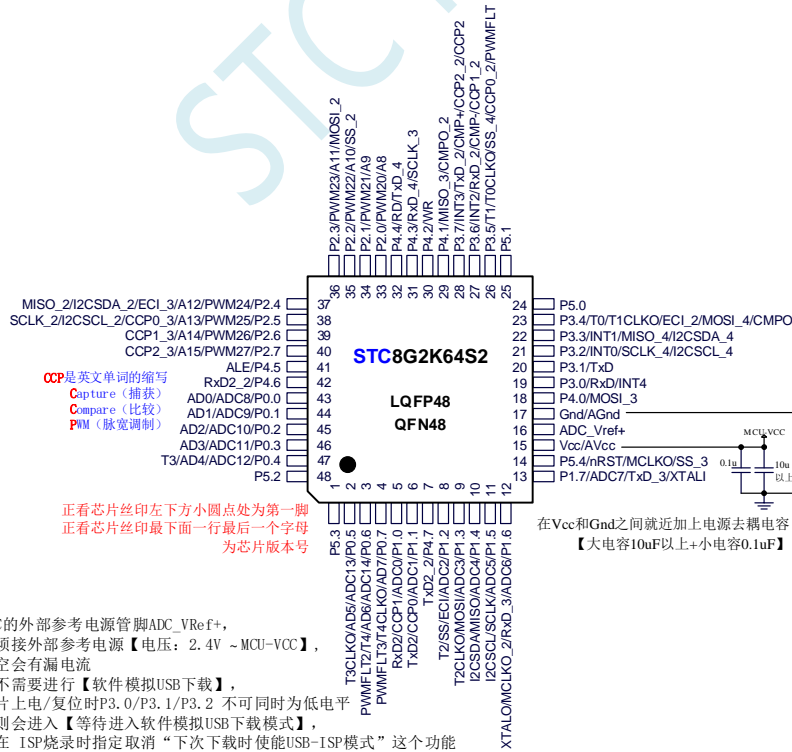 STC
P2.3/PWM23/A11/MOSI_2
P2.2/PWM22/A10/SS_2
P2.1/PWM21/A9
P2.0/PWM20/A8
P4.4/RD/TxD_4
P4.3/RxD_4/SCLK_3
P4.2/WR
P4.1/MISO_3/CMPO_2
P3.7/INT3/TxD_2/CMP+/CCP2_2/CCP2
P3.6/INT2/RxD_2/CMP-/CCP1_2
P3.5/T1/T0CLKO/SS_4/CCP0_2/PWMFLT
P5.1
36 35 34 33 32 31 30 29 28 27 26 25
MISO_2/I2CSDA_2/ECI_3/A12/PWM24/P2.4 37
SCLK_2/I2CSCL_2/CCP0_3/A13/PWM25/P2.5 38
CCP1_3/A14/PWM26/P2.6 39
CCP2_3/A15/PWM27/P2.7 40
ALE/P4.5 41
RxD2_2/P4.6 42
AD0/ADC8/P0.0 43
AD1/ADC9/P0.1 44
AD2/ADC10/P0.2 45
AD3/ADC11/P0.3 46
T3/AD4/ADC12/P0.4 47
P5.2 48
STC8G2K64S2
LQFP48
QFN48
24 P5.0
23 P3.4/T0/T1CLKO/ECI_2/MOSI_4/CMPO
22 P3.3/INT1/MISO_4/I2CSDA_4
21 P3.2/INT0/SCLK_4/I2CSCL_4
20 P3.1/TxD
19 P3.0/RxD/INT4
18 P4.0/MOSI_3
17 Gnd/AGnd
16 ADC_Vref+
15 Vcc/AVcc
14 P5.4/nRST/MCLKO/SS_3
13 P1.7/ADC7/TxD_3/XTALI
MCU-VCC
0.1u
10u
以上
CCP是英文单词的缩写
Capture（捕获）
Compare（比较）
PWM（脉宽调制）
正看芯片丝印左下方小圆点处为第一脚
正看芯片丝印最下面一行最后一个字母
为芯片版本号
1 2 3 4 5 6 7 8 9 10 11 12
P5.3
T3CLKO/AD5/ADC13/P0.5
PWMFLT2/T4/AD6/ADC14/P0.6
PWMFLT3/T4CLKO/AD7/P0.7
RxD2/CCP1/ADC0/P1.0
TxD2/CCP0/ADC1/P1.1
TxD2_2/P4.7
T2/SS/ECI/ADC2/P1.2
T2CLKO/MOSI/ADC3/P1.3
I2CSDA/MISO/ADC4/P1.4
I2CSCL/SCLK/ADC5/P1.5
XTALO/MCLKO_2/RxD_3/ADC6/P1.6
在Vcc和Gnd之间就近加上电源去耦电容
【大电容10uF以上+小电容0.1uF】
的外部参考电源管脚ADC_VRef+,
须接外部参考电源【电压: 2.4V ~MCU-VCC】,
空会有漏电流
不需要进行【软件模拟USB下载】,
片上电/复位时P3.0/P3.1/P3.2 不可同时为低电平
则会进入【等待进入软件模拟USB下载模式】,
在 ISP烧录时指定取消“下次下载时使能USB-ISP模式”这个功能